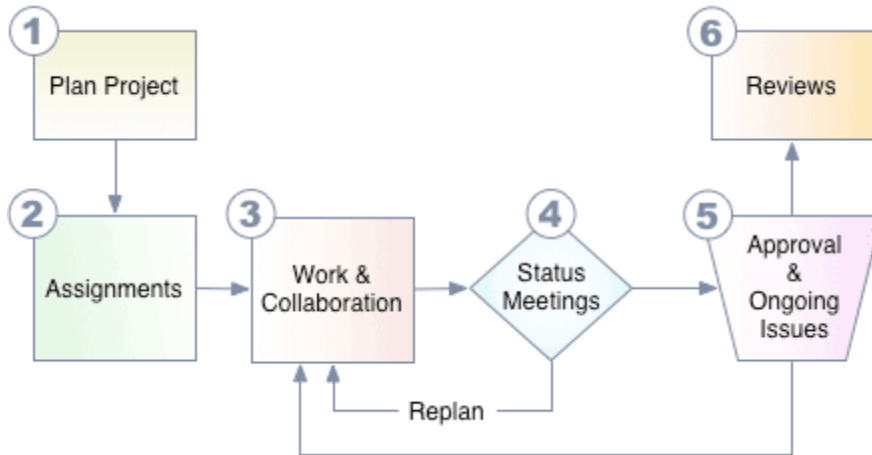 1
Plan Project
2
Assignments
3
Work &
Collaboration
4
Status
Meetings
Replan
5
Approval
&
Ongoing
Issues
6
Reviews